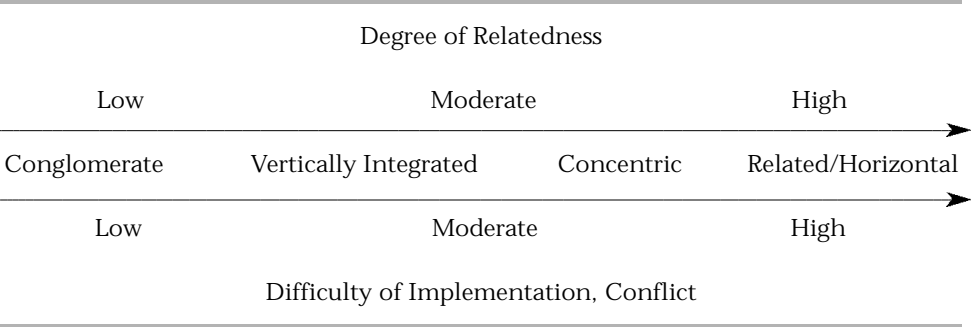 Degree of Relatedness
Low Moderate High
Conglomerate Vertically Integrated Concentric Related/Horizontal
Low Moderate High
Difficulty of Implementation, Conflict